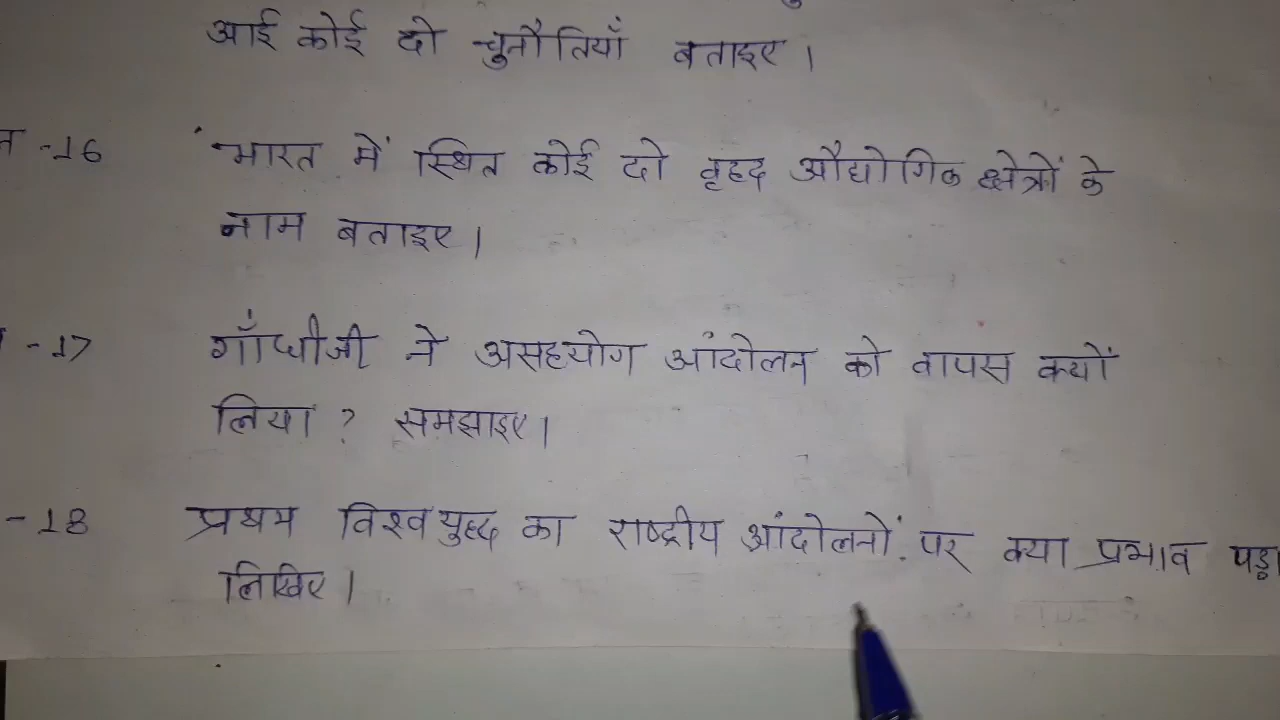 आई कोई दो चुनौतियाँ बताइए।
-16 भारत में स्थित कोई दो वृहद औद्योगिक क्षेत्रों के
नाम बताइए।
-17 गाँधीजी ने असहयोग आंदोलन को वापस क्यों
लिया? समझाइए।
-18 प्रथम विश्वयुद्ध का राष्ट्रीय आंदोलनों पर क्या प्रभाव पड़ा
लिखिए।